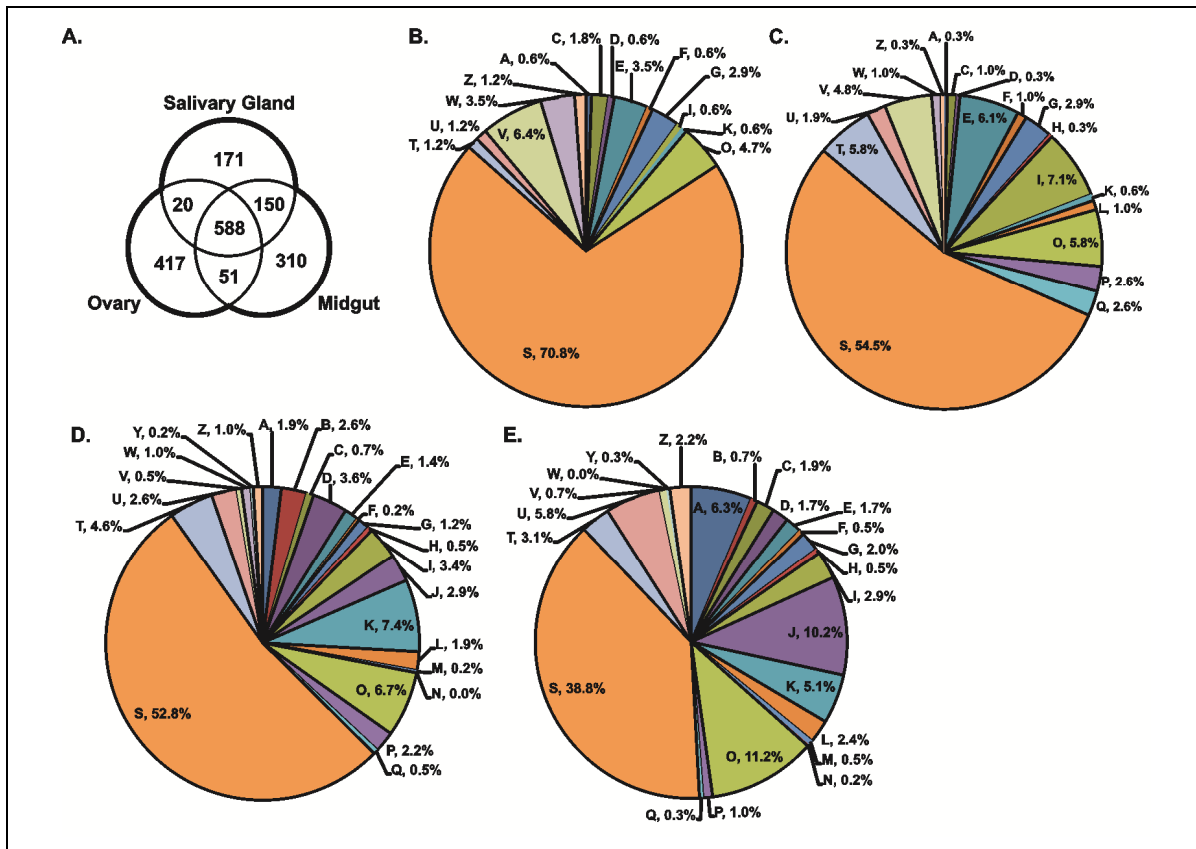 A.
Salivary Gland
171
20
150
588
417
51
310
Ovary
Midgut
B.
A, 0.6%
C, 1.8%
D, 0.6%
E, 3.5%
F, 0.6%
G, 2.9%
I, 0.6%
K, 0.6%
O, 4.7%
S, 70.8%
T, 1.2%
U, 1.2%
V, 6.4%
W, 3.5%
Z, 1.2%
C.
A, 0.3%
C, 1.0%
D, 0.3%
E, 6.1%
F, 1.0%
G, 2.9%
H, 0.3%
I, 7.1%
K, 0.6%
L, 1.0%
O, 5.8%
P, 2.6%
Q, 2.6%
S, 54.5%
T, 5.8%
U, 1.9%
V, 4.8%
W, 1.0%
Z, 0.3%
D.
A, 1.9%
B, 2.6%
C, 0.7%
D, 3.6%
E, 1.4%
F, 0.2%
G, 1.2%
H, 0.5%
I, 3.4%
J, 2.9%
K, 7.4%
L, 1.9%
M, 0.2%
N, 0.0%
O, 6.7%
P, 2.2%
Q, 0.5%
S, 52.8%
T, 4.6%
U, 2.6%
V, 0.5%
W, 1.0%
Y, 0.2%
Z, 1.0%
E.
A, 6.3%
B, 0.7%
C, 1.9%
D, 1.7%
E, 1.7%
F, 0.5%
G, 2.0%
H, 0.5%
I, 2.9%
J, 10.2%
K, 5.1%
L, 2.4%
M, 0.5%
N, 0.2%
O, 11.2%
P, 1.0%
Q, 0.3%
S, 38.8%
T, 3.1%
U, 5.8%
V, 0.7%
W, 0.0%
Y, 0.3%
Z, 2.2%